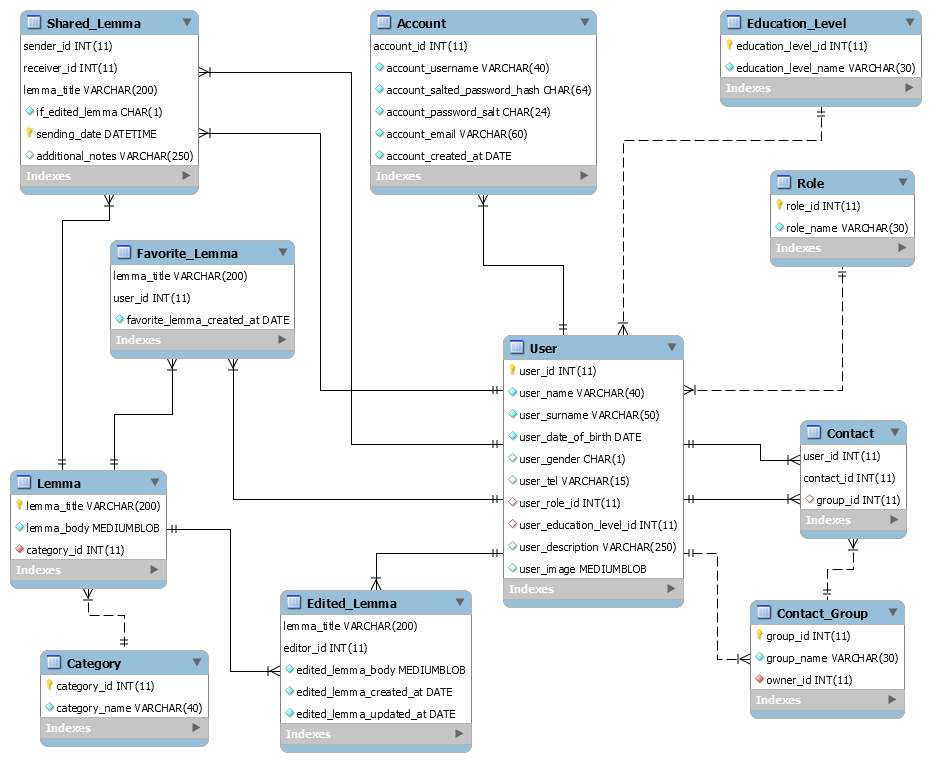 Shared_Lemma
sender_id INT(11)
receiver_id INT(11)
lemma_title VARCHAR(200)
if_edited_lemma CHAR(1)
sending_date DATETIME
additional_notes VARCHAR(250)
Indexes
Account
account_id INT(11)
account_username VARCHAR(40)
account_salted_password_hash CHAR(64)
account_password_salt CHAR(24)
account_email VARCHAR(60)
account_created_at DATE
Indexes
Education_Level
education_level_id INT(11)
education_level_name VARCHAR(30)
Indexes
Role
role_id INT(11)
role_name VARCHAR(30)
Indexes
Favorite_Lemma
lemma_title VARCHAR(200)
user_id INT(11)
favorite_lemma_created_at DATE
Indexes
User
user_id INT(11)
user_name VARCHAR(40)
user_surname VARCHAR(50)
user_date_of_birth DATE
user_gender CHAR(1)
user_tel VARCHAR(15)
user_role_id INT(11)
user_education_level_id INT(11)
user_description VARCHAR(250)
user_image MEDIUMBLOB
Indexes
Contact
user_id INT(11)
contact_id INT(11)
group_id INT(11)
Indexes
Lemma
lemma_title VARCHAR(200)
lemma_body MEDIUMBLOB
category_id INT(11)
Indexes
Edited_Lemma
lemma_title VARCHAR(200)
editor_id INT(11)
edited_lemma_body MEDIUMBLOB
edited_lemma_created_at DATE
edited_lemma_updated_at DATE
Indexes
Contact_Group
group_id INT(11)
group_name VARCHAR(30)
owner_id INT(11)
Indexes
Category
category_id INT(11)
category_name VARCHAR(40)
Indexes